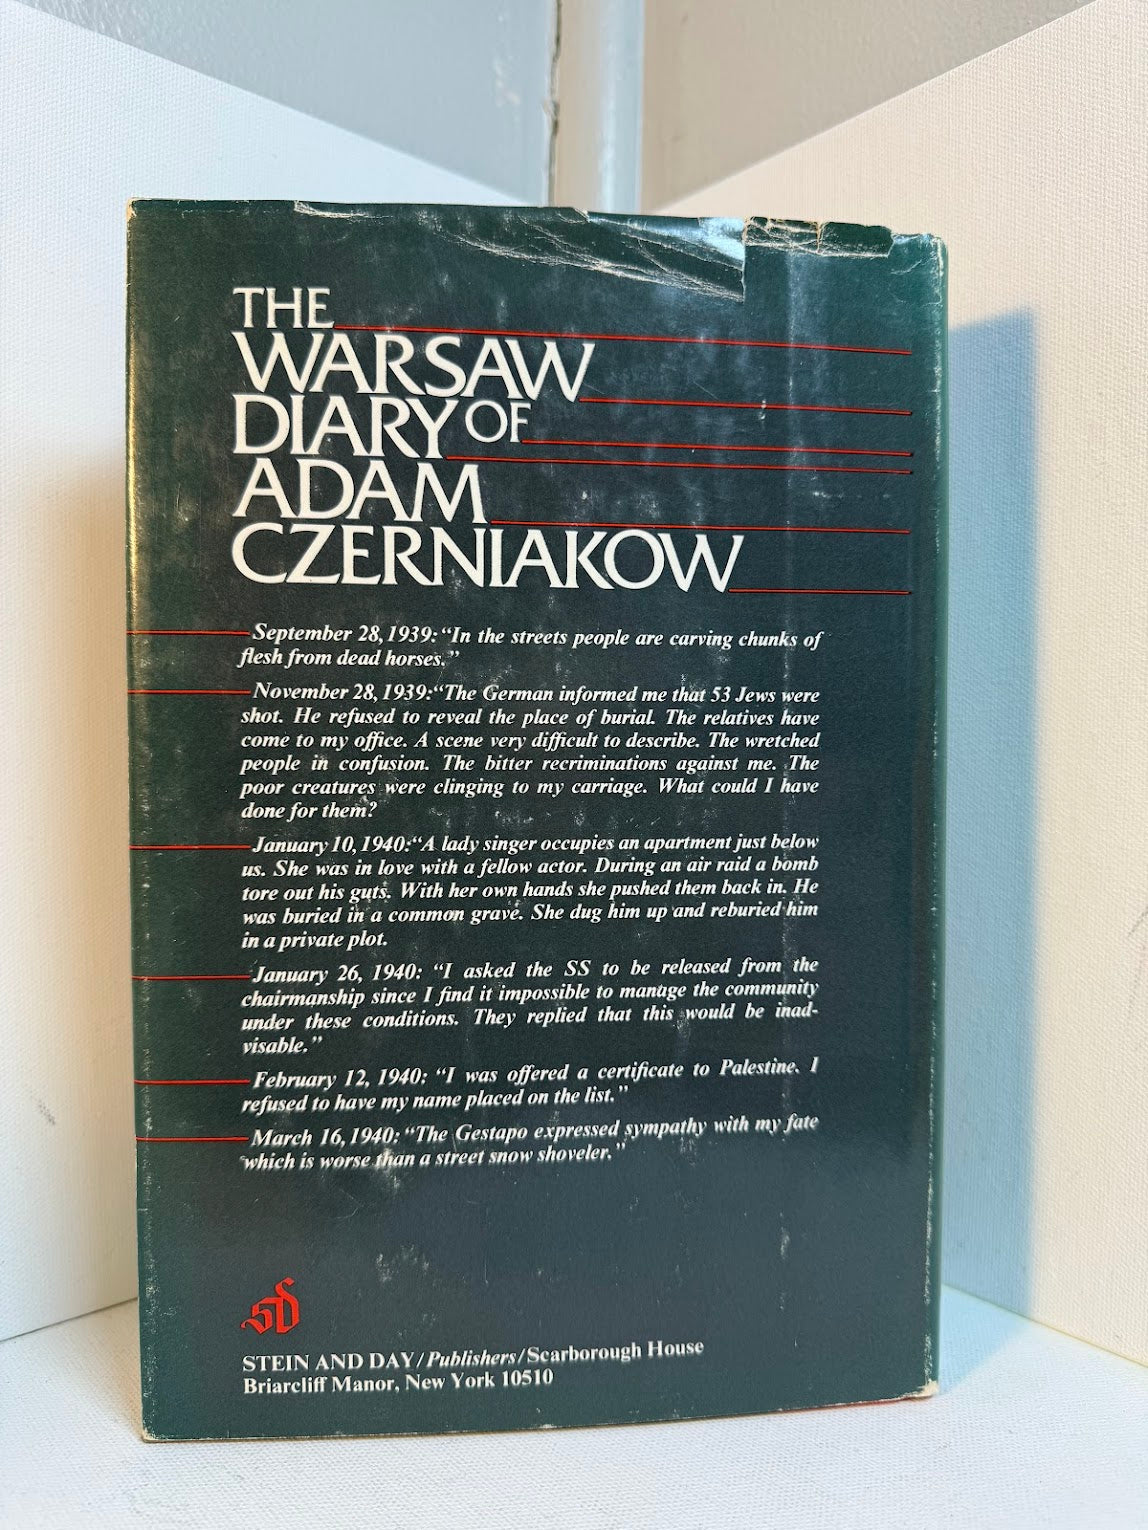 THE
WARSAW
DIARY OF
ADAM
CZERNIAKOW
September 28, 1939: “In the streets people are carving chunks of
flesh from dead horses.”
November 28, 1939:“The German informed me that 53 Jews were
shot. He refused to reveal the place of burial. The relatives have
come to my office. A scene very difficult to describe. The wretched
people in confusion. The bitter recriminations against me. The
poor creatures were clinging to my carriage. What could I have
done for them?
January 10, 1940:“A lady singer occupies an apartment just below
us. She was in love with a fellow actor. During an air raid a bomb
tore out his guts. With her own hands she pushed them back in. He
was buried in a common grave. She dug him up and reburied him
in a private plot.
January 26, 1940: “I asked the SS to be released from the
chairmanship since I find it impossible to manage the community
under these conditions. They replied that this would be inad-
visable.”
February 12, 1940: “I was offered a certificate to Palestine. I
refused to have my name placed on the list.”
March 16, 1940: “The Gestapo expressed sympathy with my fate
which is worse than a street snow shoveler.”
SD
STEIN AND DAY/Publishers/Scarborough House
Briarcliff Manor, New York 10510